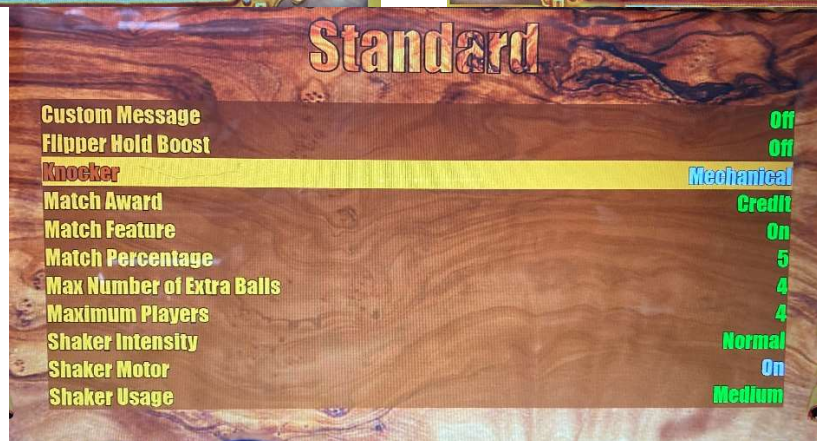 Standard
Custom Message Off
Flipper Hold Boost Off
Knocker Mechanical
Match Award Credit
Match Feature On
Match Percentage 5
Max Number of Extra Balls 4
Maximum Players 4
Shaker Intensity Normal
Shaker Motor On
Shaker Usage Medium